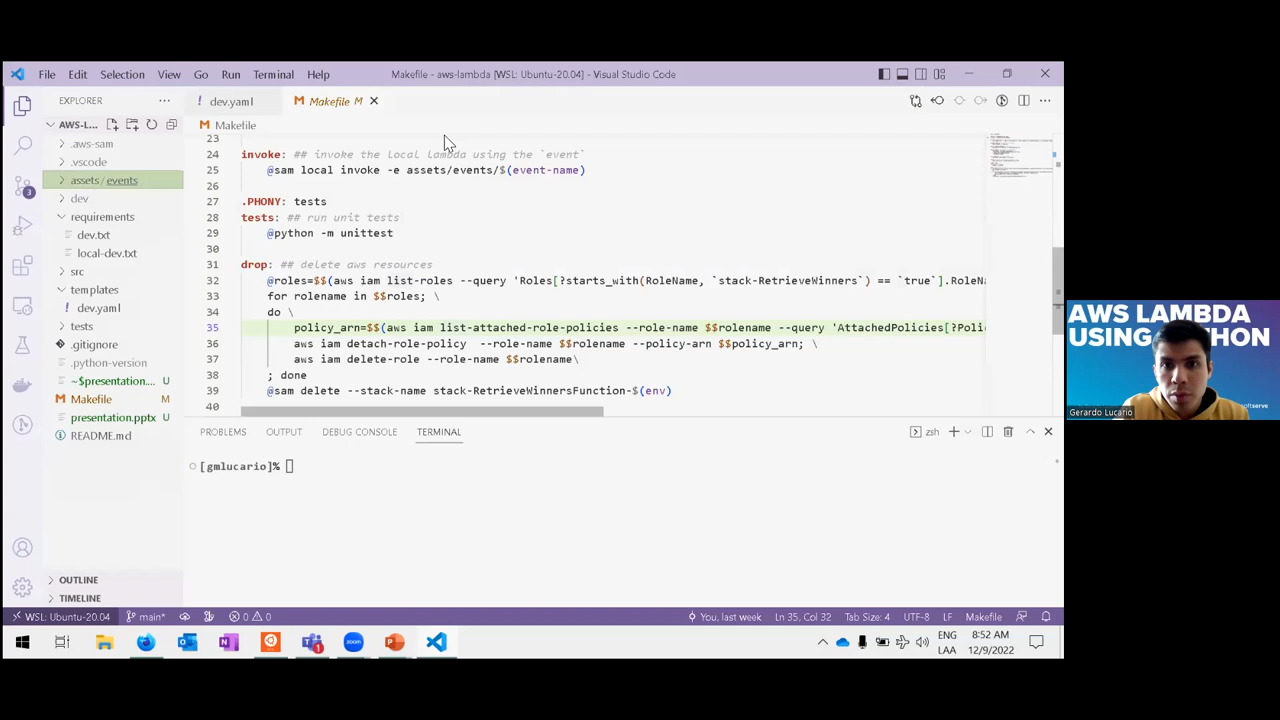 File Edit Selection View Go Run Terminal Help
Makefile - aws-lambda [WSL: Ubuntu-20.04] - Visual Studio Code
EXPLORER
AWS-L...
.aws-sam
.vscode
assets / events
dev
requirements
dev.txt
local-dev.txt
src
templates
dev.yaml
tests
.gitignore
.python-version
~$presentation.... U
Makefile M
presentation.pptx U
README.md
OUTLINE
TIMELINE
dev.yaml
Makefile M
Makefile
23
24 invoke: ## invoke the local lambda using the `event`
25 @sam local invoke -e assets/events/$(event-name)
26
27 .PHONY: tests
28 tests: ## run unit tests
29 @python -m unittest
30
31 drop: ## delete aws resources
32 @roles=$$(aws iam list-roles --query 'Roles[?starts_with(RoleName, `stack-RetrieveWinners`) == `true`].RoleNa
33 for rolename in $$roles; \
34 do \
35 policy_arn=$$(aws iam list-attached-role-policies --role-name $$rolename --query 'AttachedPolicies[?Poli
36 aws iam detach-role-policy --role-name $$rolename --policy-arn $$policy_arn; \
37 aws iam delete-role --role-name $$rolename\
38 ; done
39 @sam delete --stack-name stack-RetrieveWinnersFunction-$(env)
40
PROBLEMS OUTPUT DEBUG CONSOLE TERMINAL
zsh
[gmlucario]%
3
WSL: Ubuntu-20.04 main* 0 0 You, last week Ln 35, Col 32 Tab Size: 4 UTF-8 LF Makefile
1
ENG
LAA
8:52 AM
12/9/2022
AWS LAMBDA
USING PYTHON
Gerardo Lucario